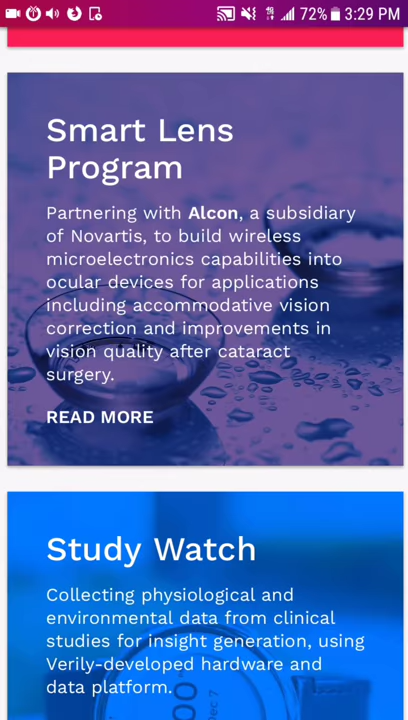 72% 3:29 PM
Smart Lens
Program
Partnering with Alcon, a subsidiary
of Novartis, to build wireless
microelectronics capabilities into
ocular devices for applications
including accommodative vision
correction and improvements in
vision quality after cataract
surgery.
READ MORE
Study Watch
Collecting physiological and
environmental data from clinical
studies for insight generation, using
Verily-developed hardware and
data platform.
00
Dec 7